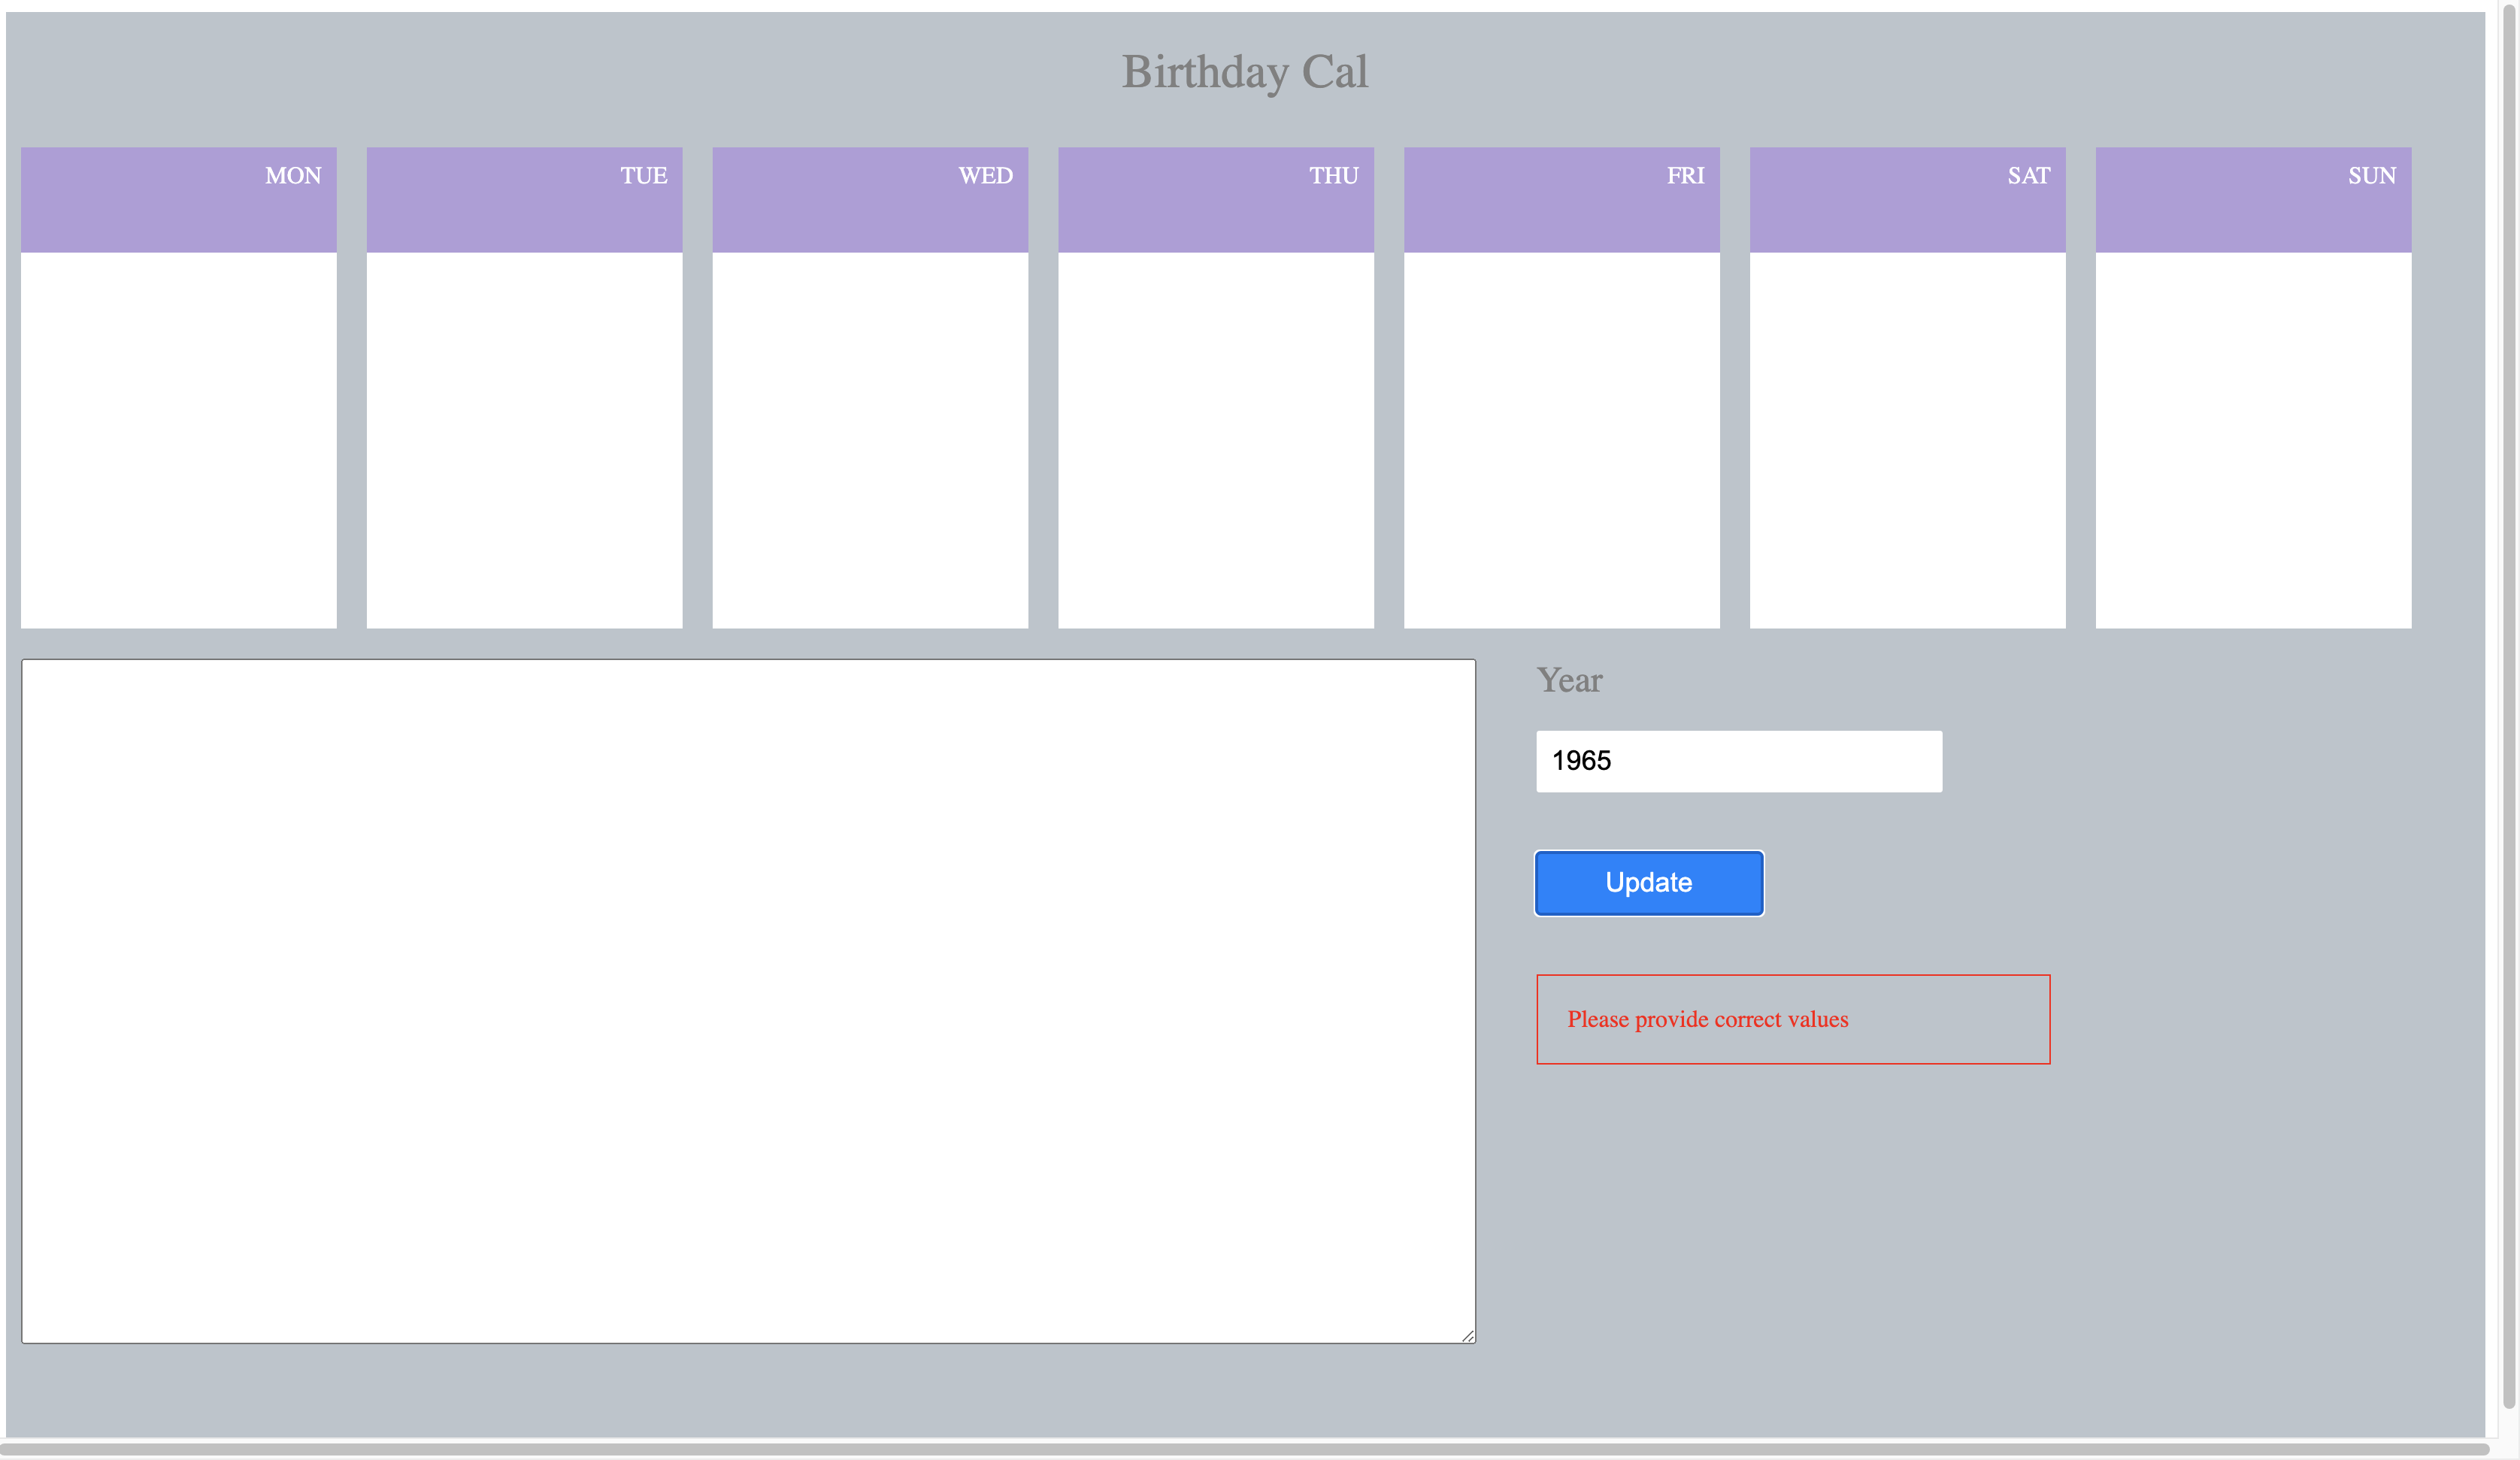 Birthday Cal
MON TUE WED THU FRI SAT SUN
Year
1965
Update
Please provide correct values